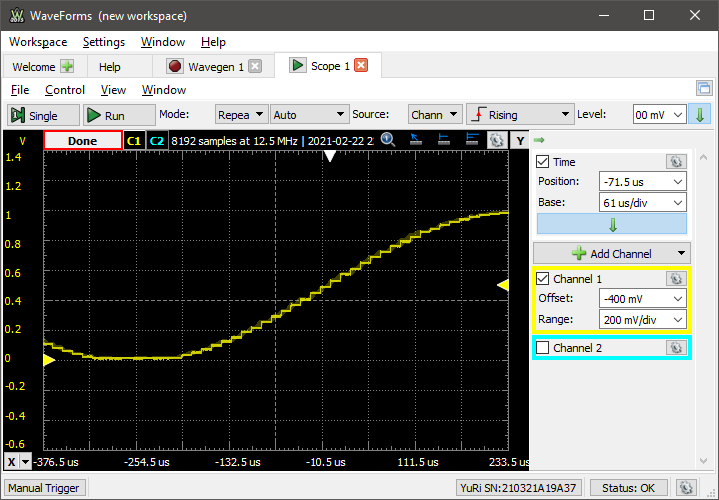 WaveForms (new workspace)
Workspace Settings Window Help
Welcome Help Wavegen 1 Scope 1
File Control View Window
Single Run Mode: Repea Auto Source: Chann Rising Level: 00 mV
V Done C1 C2 8192 samples at 12.5 MHz | 2021-02-22 2 Y
1.4
1.2
1
0.8
0.6
0.4
0.2
0
-0.2
-0.4
-0.6
X -376.5 us -254.5 us -132.5 us -10.5 us 111.5 us 233.5 us
Time
Position: -71.5 us
Base: 61 us/div
Add Channel
Channel 1
Offset: -400 mV
Range: 200 mV/div
Channel 2
Manual Trigger YuRi SN:210321A19A37 Status: OK